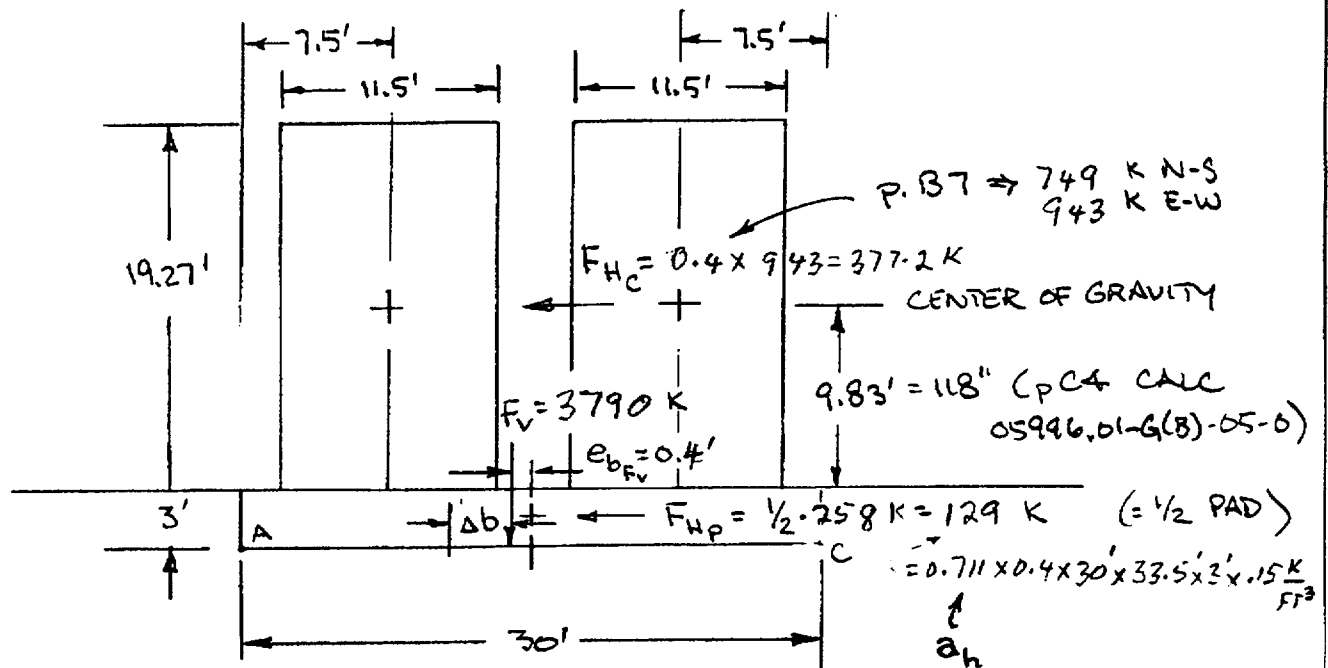 7.5' 7.5'
11.5' 11.5'
p. B7 ⇒ 749 K N-S
943 K E-W
19.27'
F_Hc = 0.4 x 943 = 377.2 K
CENTER OF GRAVITY
9.83' = 118" (p C4 CALC
05996.01-G(B)-05-0)
Fv = 3790 K
e_bFv = 0.4'
3' A Δb F_Hp = 1/2 · 258 K = 129 K (= 1/2 PAD)
C
= 0.711 x 0.4 x 30' x 33.5' x 3' x .15 K/FT³
30'
a_h